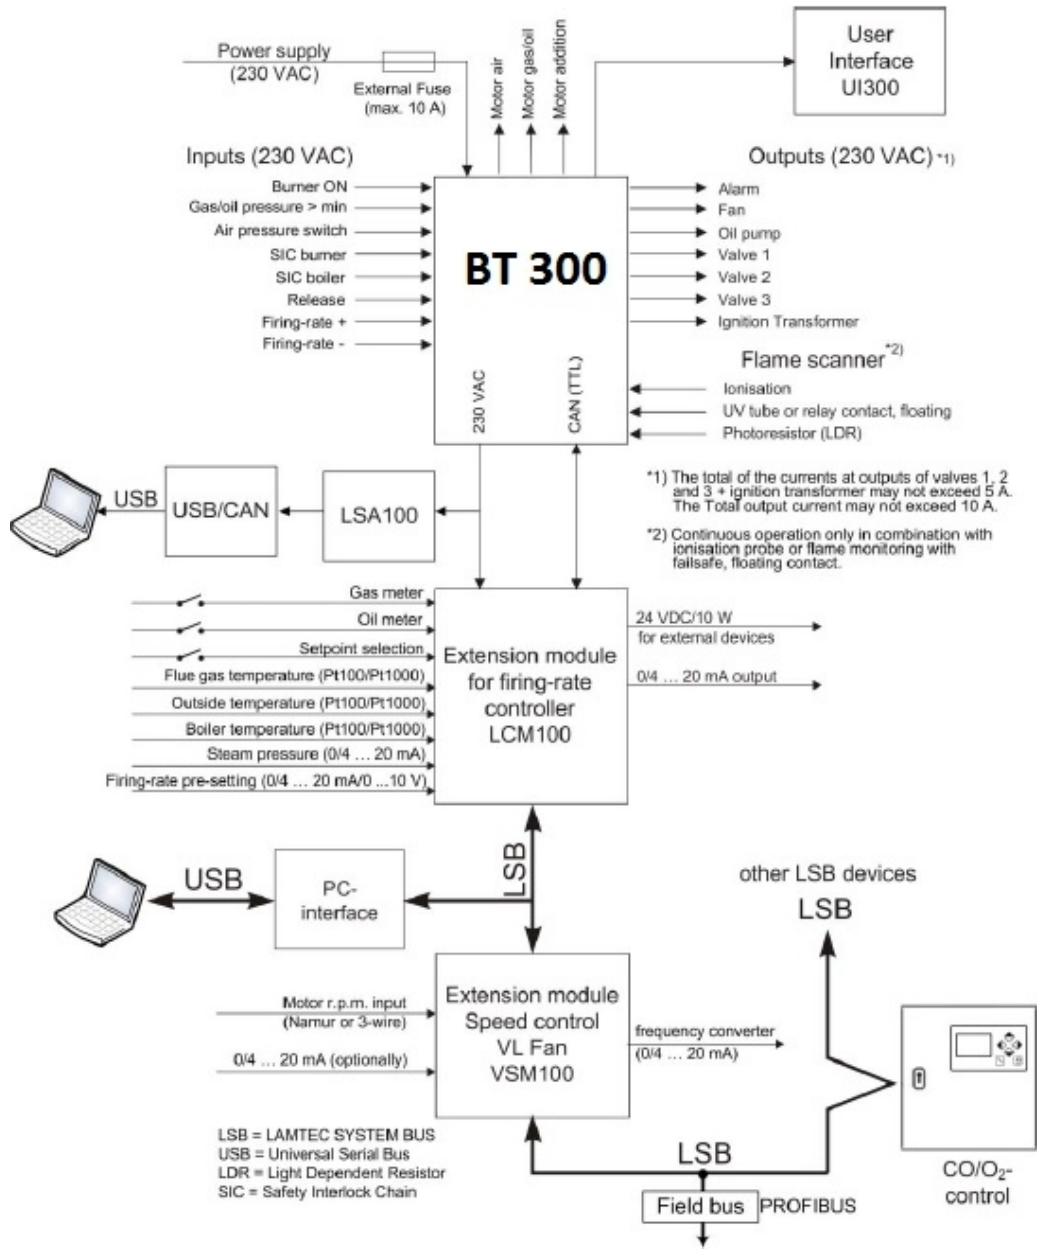 Power supply
(230 VAC)
External Fuse
(max. 10 A)
Motor air
Motor gas/oil
Motor addition
User
Interface
UI300
Inputs (230 VAC)
Burner ON
Gas/oil pressure > min
Air pressure switch
SIC burner
SIC boiler
Release
Firing-rate +
Firing-rate -
BT 300
230 VAC
CAN (TTL)
Outputs (230 VAC) *1)
Alarm
Fan
Oil pump
Valve 1
Valve 2
Valve 3
Ignition Transformer
Flame scanner*2)
Ionisation
UV tube or relay contact, floating
Photoresistor (LDR)
*1) The total of the currents at outputs of valves 1, 2
and 3 + ignition transformer may not exceed 5 A.
The Total output current may not exceed 10 A.
*2) Continuous operation only in combination with
ionisation probe or flame monitoring with
failsafe, floating contact.
USB
USB/CAN
LSA100
Gas meter
Oil meter
Setpoint selection
Flue gas temperature (Pt100/Pt1000)
Outside temperature (Pt100/Pt1000)
Boiler temperature (Pt100/Pt1000)
Steam pressure (0/4 ... 20 mA)
Firing-rate pre-setting (0/4 ... 20 mA/0 ...10 V)
Extension module
for firing-rate
controller
LCM100
24 VDC/10 W
for external devices
0/4 ... 20 mA output
LSB
USB
PC-
interface
other LSB devices
LSB
Motor r.p.m. input
(Namur or 3-wire)
0/4 ... 20 mA (optionally)
Extension module
Speed control
VL Fan
VSM100
frequency converter
(0/4 ... 20 mA)
LSB = LAMTEC SYSTEM BUS
USB = Universal Serial Bus
LDR = Light Dependent Resistor
SIC = Safety Interlock Chain
LSB
Field bus
PROFIBUS
CO/O2-
control